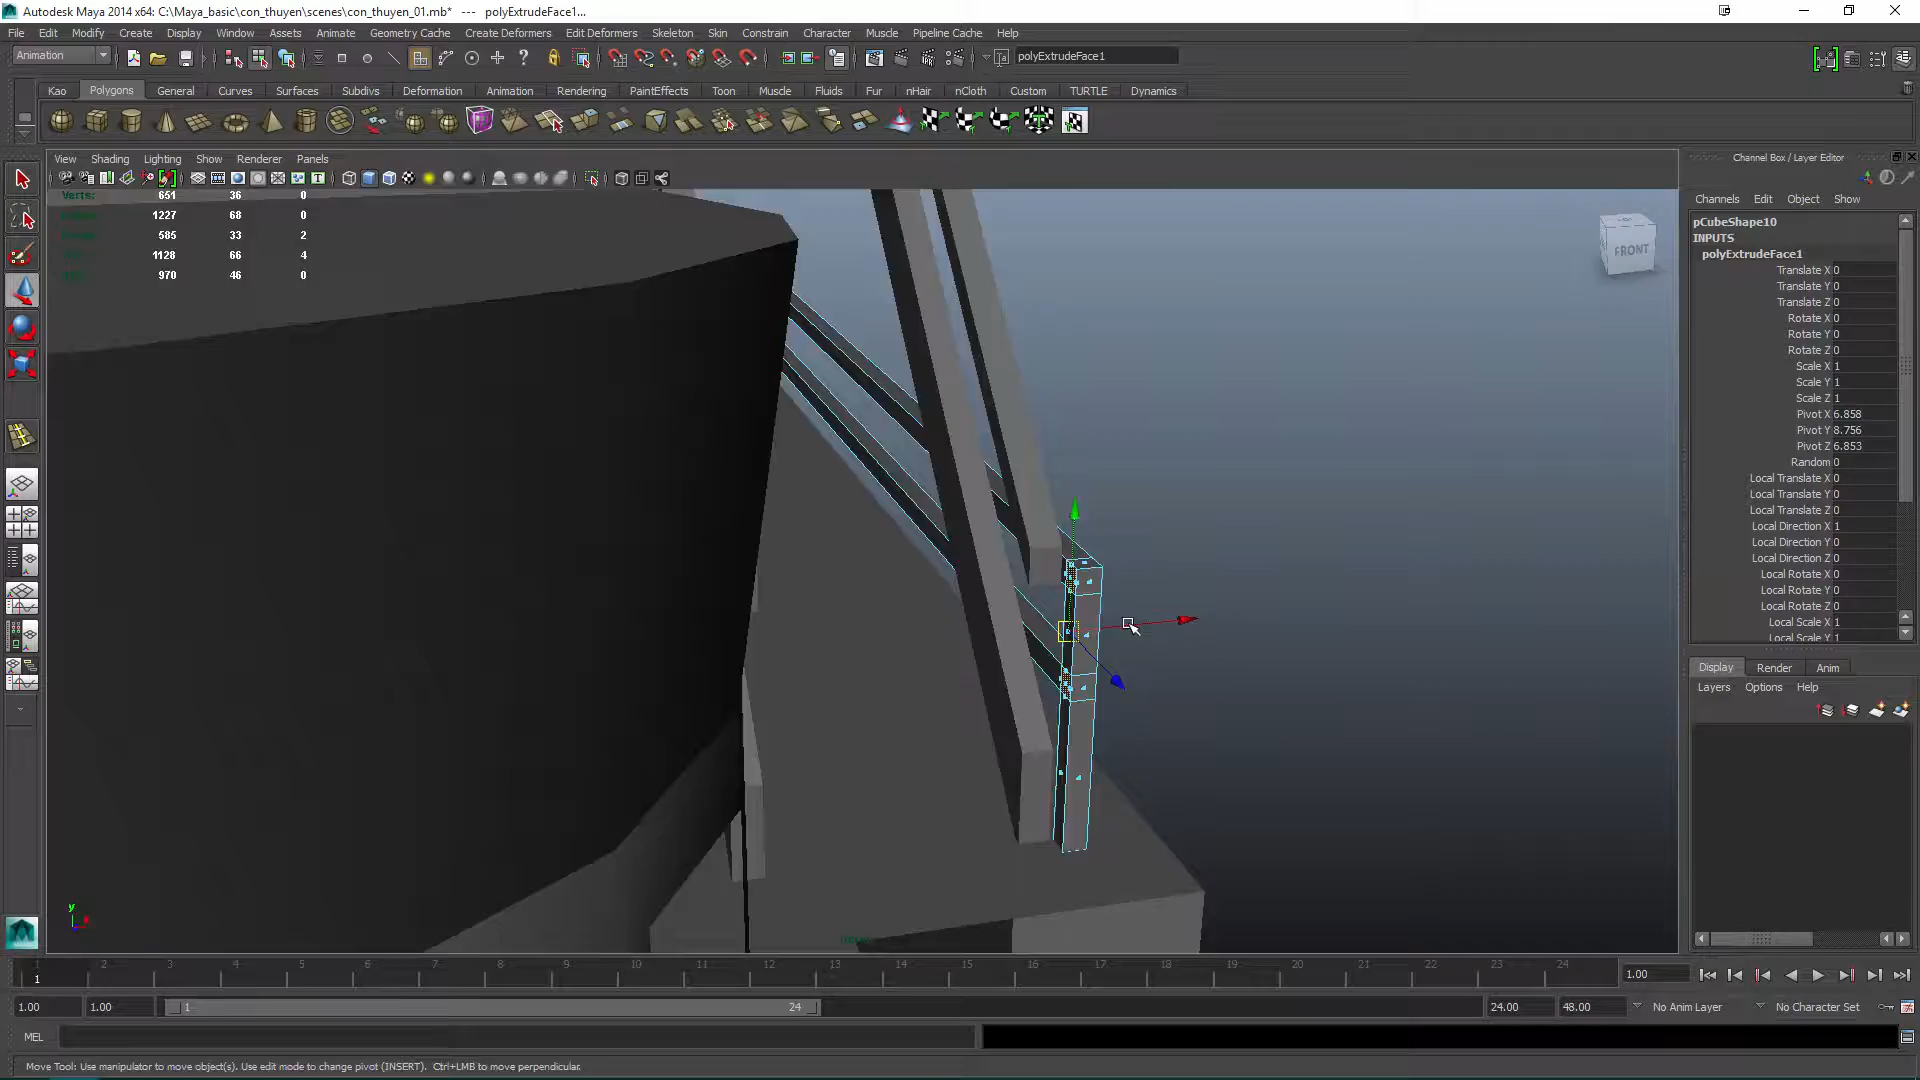 Autodesk Maya 2014 x64: C:\Maya_basic\con_thuyen\scenes\con_thuyen_01.mb* --- polyExtrudeFace1...
File Edit Modify Create Display Window Assets Animate Geometry Cache Create Deformers Edit Deformers Skeleton Skin Constrain Character Muscle Pipeline Cache Help
Animation
polyExtrudeFace1
Kao Polygons General Curves Surfaces Subdivs Deformation Animation Rendering PaintEffects Toon Muscle Fluids Fur nHair nCloth Custom TURTLE Dynamics
View Shading Lighting Show Renderer Panels
Verts: 651 36 0
1227 68 0
585 33 2
1128 66 4
970 46 0
FRONT
y
Channel Box / Layer Editor
Channels Edit Object Show
pCubeShape10
INPUTS
polyExtrudeFace1
Translate X 0
Translate Y 0
Translate Z 0
Rotate X 0
Rotate Y 0
Rotate Z 0
Scale X 1
Scale Y 1
Scale Z 1
Pivot X 6.858
Pivot Y 8.756
Pivot Z 6.853
Random 0
Local Translate X 0
Local Translate Y 0
Local Translate Z 0
Local Direction X 1
Local Direction Y 0
Local Direction Z 0
Local Rotate X 0
Local Rotate Y 0
Local Rotate Z 0
Local Scale X 1
Local Scale Y 1
Display Render Anim
Layers Options Help
1 2 3 4 5 6 7 8 9 10 11 12 13 14 15 16 17 18 19 20 21 22 23 24
1
1.00
1.00 1.00 1 24 24.00 48.00 No Anim Layer No Character Set
MEL
Move Tool: Use manipulator to move object(s). Use edit mode to change pivot (INSERT). Ctrl+LMB to move perpendicular.